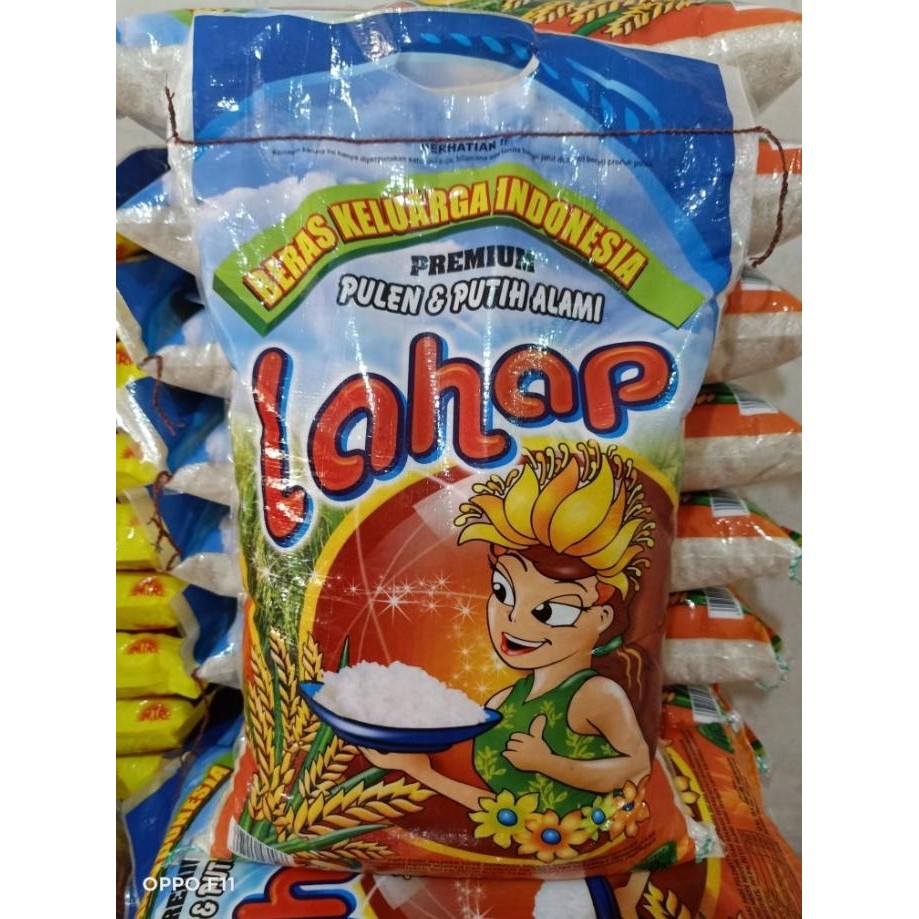 PERHATIAN !!
BERAS KELUARGA INDONESIA
PREMIUM
PULEN & PUTIH ALAMI
lahap
OPPO F11